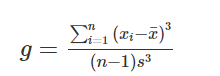 g = \frac{\sum_{i=1}^{n} (x_i - \bar{x})^3}{(n-1)s^3}